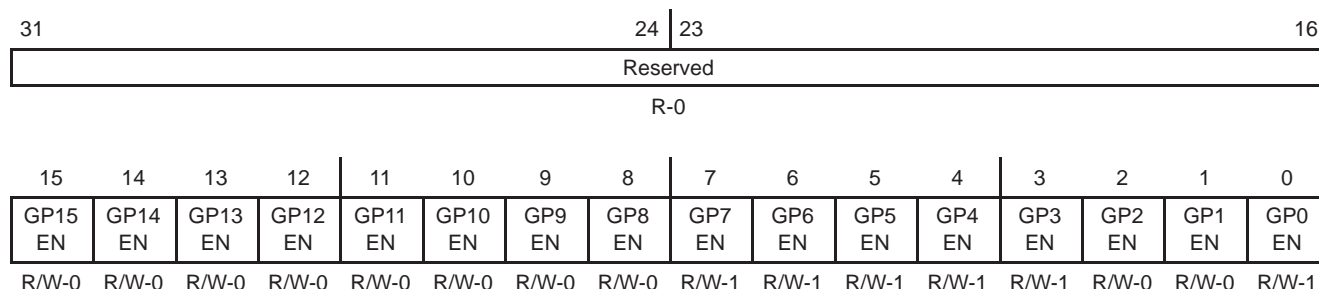 31 24 23 16
Reserved
R-0
15 14 13 12 11 10 9 8 7 6 5 4 3 2 1 0
GP15 GP14 GP13 GP12 GP11 GP10 GP9 GP8 GP7 GP6 GP5 GP4 GP3 GP2 GP1 GP0
EN EN EN EN EN EN EN EN EN EN EN EN EN EN EN EN
R/W-0 R/W-0 R/W-0 R/W-0 R/W-0 R/W-0 R/W-0 R/W-0 R/W-1 R/W-1 R/W-1 R/W-1 R/W-1 R/W-0 R/W-0 R/W-1